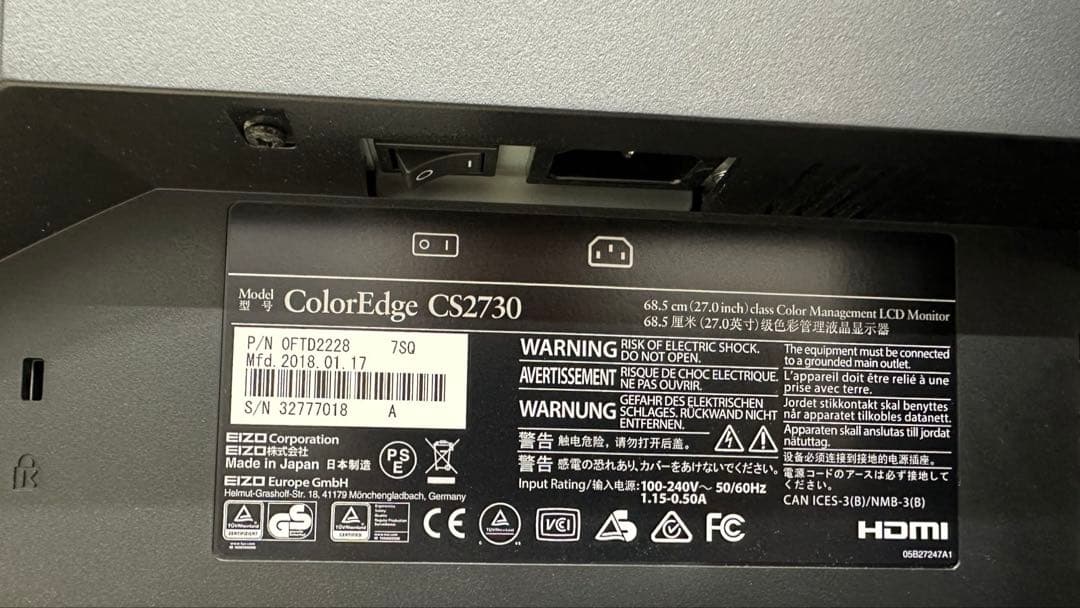 Model
型 号
ColorEdge CS2730
68.5 cm (27.0 inch) class Color Management LCD Monitor
68.5 厘米 (27.0英寸) 级色彩管理液晶显示器
P/N 0FTD2228 7SQ
Mfd. 2018.01.17
S/N 32777018 A
EIZO Corporation
EIZO株式会社
Made in Japan 日本制造
EIZO Europe GmbH
Helmut-Grashoff-Str. 18, 41179 Mönchengladbach, Germany
PS
E
WARNING RISK OF ELECTRIC SHOCK.
DO NOT OPEN.
AVERTISSEMENT RISQUE DE CHOC ELECTRIQUE.
NE PAS OUVRIR.
WARNUNG GEFAHR DES ELEKTRISCHEN
SCHLAGES. RÜCKWAND NICHT
ENTFERNEN.
警告 触电危险，请勿打开后盖。
警告 感電の恐れあり、カバーをあけないでください。
Input Rating/输入电源: 100-240V～ 50/60Hz
1.15-0.50A
The equipment must be connected
to a grounded main outlet.
L'appareil doit être relié à une
prise avec terre.
Jordet stikkontakt skal benyttes
når apparatet tilkobles datanett.
Apparaten skall anslutas till jordat
nätuttag.
设备必须连接到接地的电源插座。
電源コードのアースは必ず接地して
ください。
CAN ICES-3(B)/NMB-3(B)
GS
CE
VCI
FC
HDMI
05B27247A1